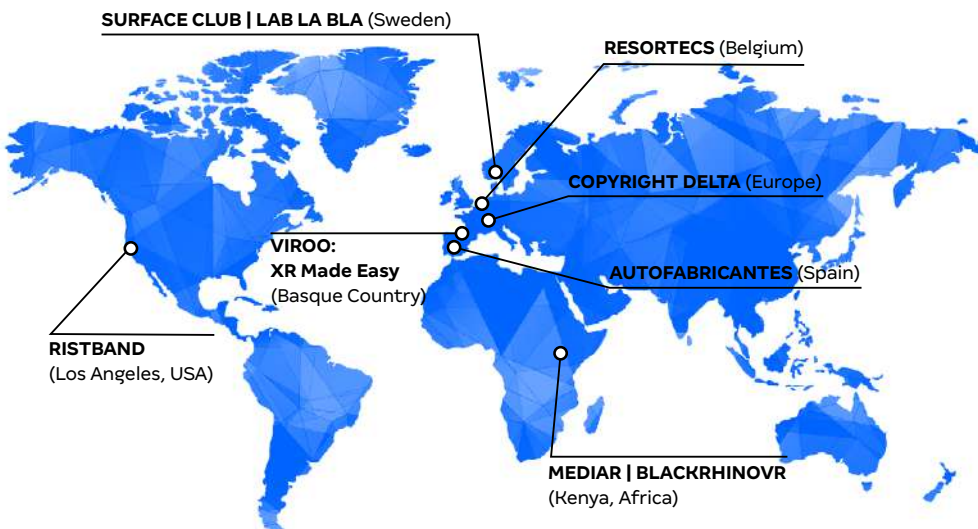 SURFACE CLUB | LAB LA BLA (Sweden)
RESORTECS (Belgium)
COPYRIGHT DELTA (Europe)
VIROO:
XR Made Easy
(Basque Country)
AUTOFABRICANTES (Spain)
RISTBAND
(Los Angeles, USA)
MEDIAR | BLACKRHINOVR
(Kenya, Africa)